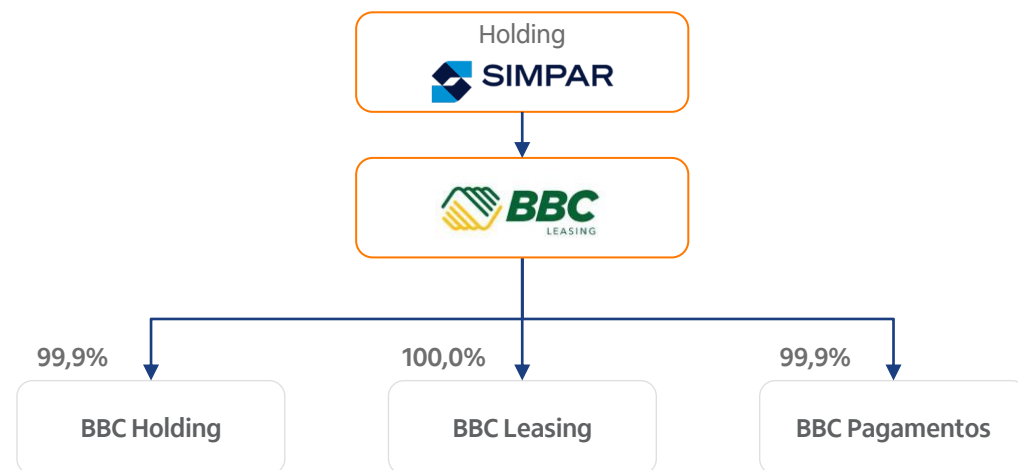 Holding
SIMPAR
BBC
LEASING
99,9%
100,0%
99,9%
BBC Holding
BBC Leasing
BBC Pagamentos